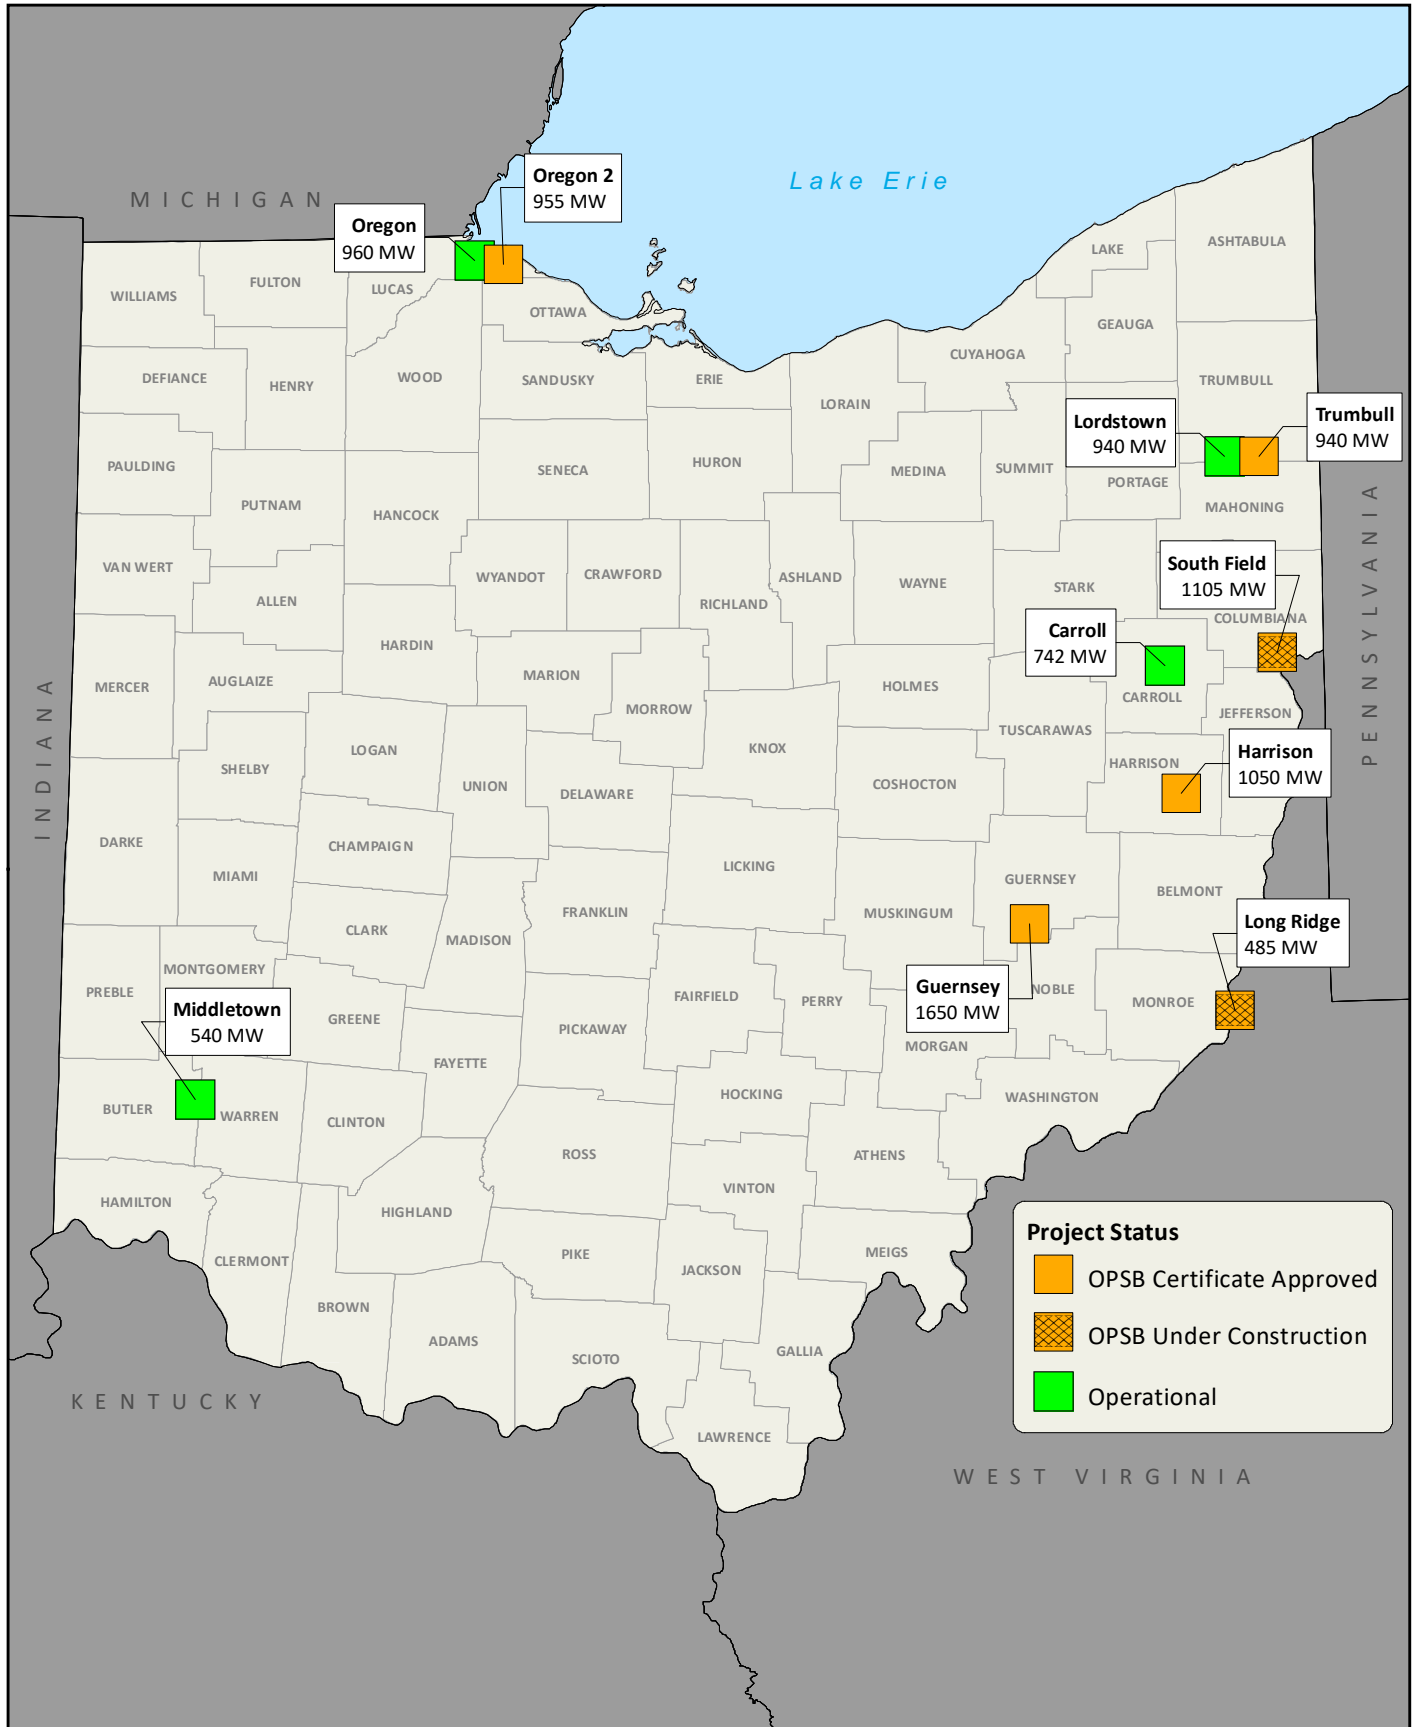 Lake Erie
MICHIGAN
Oregon 2
955 MW
Oregon
960 MW
LAKE
ASHTABULA
WILLIAMS
FULTON
LUCAS
OTTAWA
GEAUGA
CUYAHOGA
DEFIANCE
HENRY
WOOD
SANDUSKY
ERIE
LORAIN
TRUMBULL
Lordstown
940 MW
Trumbull
940 MW
PAULDING
PUTNAM
HANCOCK
SENECA
HURON
MEDINA
SUMMIT
PORTAGE
MAHONING
PENNSYLVANIA
VAN WERT
ALLEN
WYANDOT
CRAWFORD
RICHLAND
ASHLAND
WAYNE
STARK
South Field
1105 MW
COLUMBIANA
HARDIN
Carroll
742 MW
MERCER
AUGLAIZE
MARION
MORROW
HOLMES
CARROLL
JEFFERSON
INDIANA
LOGAN
KNOX
TUSCARAWAS
HARRISON
Harrison
1050 MW
SHELBY
UNION
DELAWARE
COSHOCTON
DARKE
CHAMPAIGN
MIAMI
LICKING
GUERNSEY
BELMONT
CLARK
FRANKLIN
MUSKINGUM
MADISON
Long Ridge
485 MW
MONTGOMERY
PREBLE
FAIRFIELD
PERRY
Guernsey
1650 MW
NOBLE
MONROE
Middletown
540 MW
GREENE
PICKAWAY
MORGAN
FAYETTE
BUTLER
WARREN
CLINTON
HOCKING
WASHINGTON
ROSS
ATHENS
HAMILTON
HIGHLAND
VINTON
CLERMONT
PIKE
JACKSON
MEIGS
BROWN
ADAMS
SCIOTO
GALLIA
LAWRENCE
KENTUCKY
WEST VIRGINIA
Project Status
OPSB Certificate Approved
OPSB Under Construction
Operational